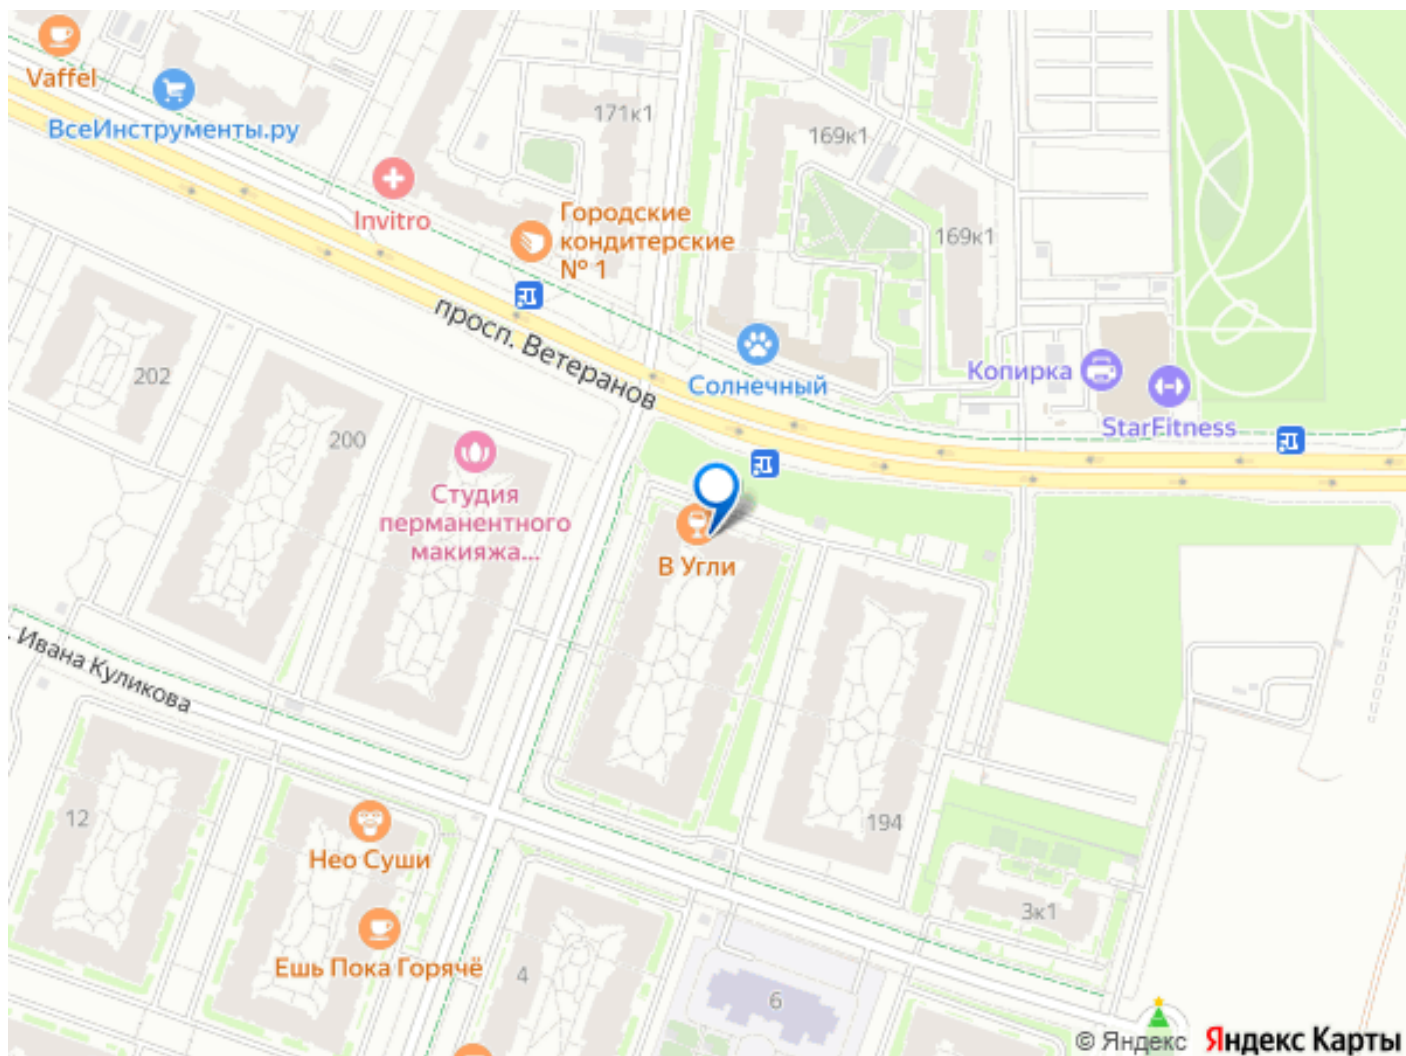 Vaffel
ВсеИнструменты.ру
171к1
169к1
Invitro
Городские
кондитерские
№ 1
169к1
просп. Ветеранов
202
Солнечный
Копирка
StarFitness
200
Студия
перманентного
макияжа...
В Угли
. Ивана Куликова
12
194
Нео Суши
3к1
Ешь Пока Горячё
4
6
© Яндекс Яндекс Карты